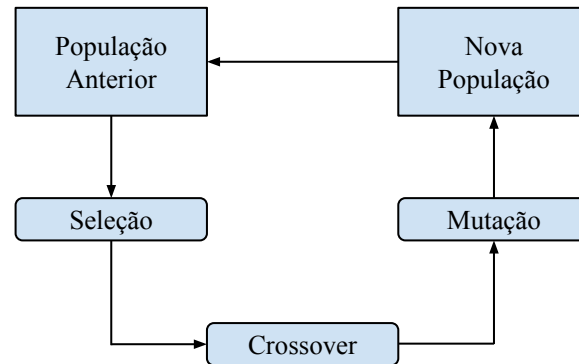 População
Anterior
Nova
População
Seleção
Mutação
Crossover